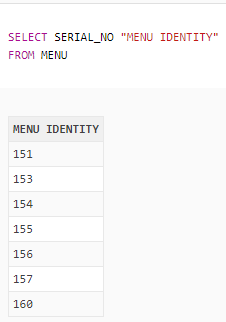 SELECT SERIAL_NO "MENU IDENTITY"
FROM MENU
MENU IDENTITY
151
153
154
155
156
157
160